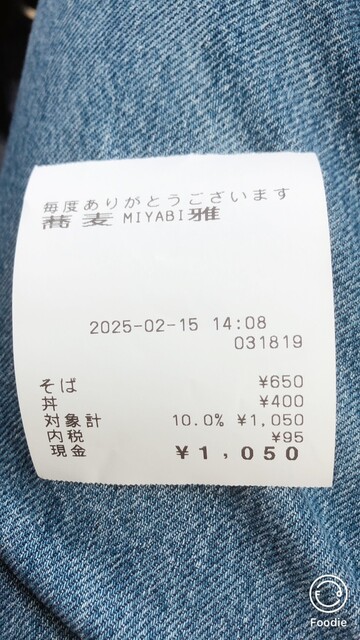 毎度ありがとうございます
蕎麦 MIYABI雅
2025-02-15 14:08
031819
そば ¥650
丼 ¥400
対象計 10.0% ¥1,050
内税 ¥95
現金 ¥1,050
Foodie